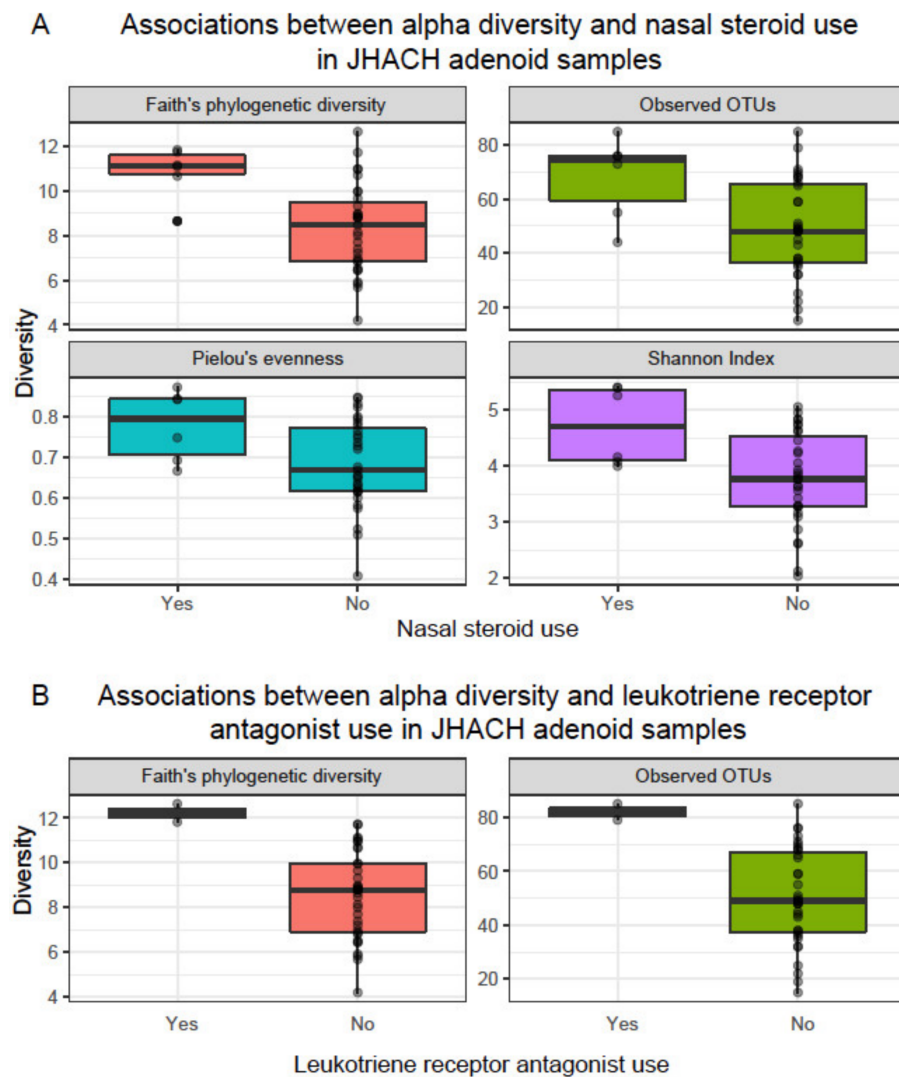 A Associations between alpha diversity and nasal steroid use
in JHACH adenoid samples
Faith's phylogenetic diversity
Observed OTUs
12
10
8
6
4
80
60
40
20
Diversity
Pielou's evenness
Shannon Index
0.8
0.7
0.6
0.5
0.4
5
4
3
2
Yes No Yes No
Nasal steroid use
B Associations between alpha diversity and leukotriene receptor
antagonist use in JHACH adenoid samples
Faith's phylogenetic diversity
Observed OTUs
12
10
8
6
4
80
60
40
20
Diversity
Yes No Yes No
Leukotriene receptor antagonist use